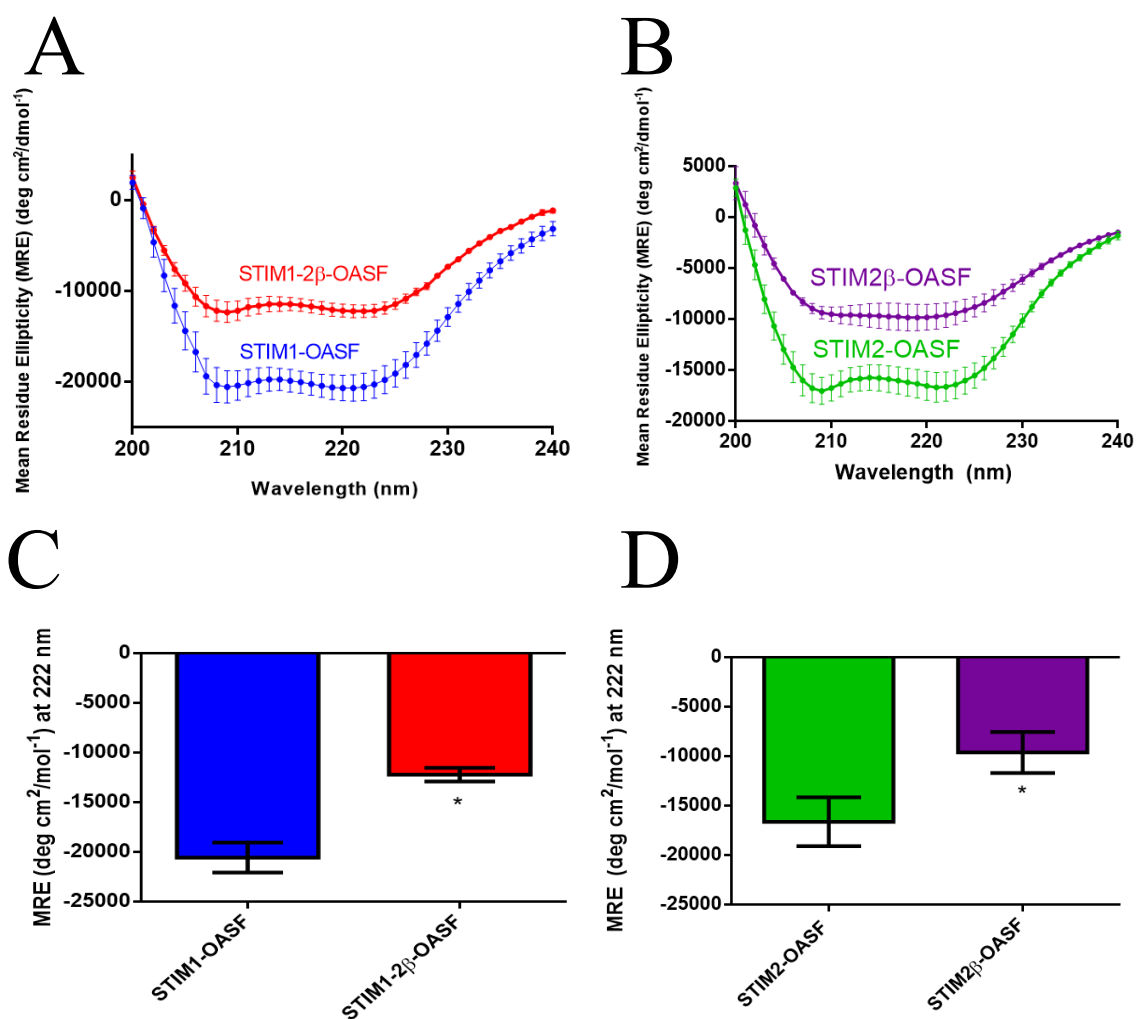 A
Mean Residue Ellipticity (MRE) (deg cm²/dmol⁻¹)
0
-10000
-20000
STIM1-2β-OASF
STIM1-OASF
200 210 220 230 240
Wavelength (nm)
B
Mean Residue Ellipticity (MRE) (deg cm²/dmol⁻¹)
5000
0
-5000
-10000
-15000
-20000
STIM2β-OASF
STIM2-OASF
200 210 220 230 240
Wavelength (nm)
C
MRE (deg cm²/mol⁻¹) at 222 nm
0
-5000
-10000
-15000
-20000
-25000
*
STIM1-OASF
STIM1-2β-OASF
D
MRE (deg cm²/mol⁻¹) at 222 nm
0
-5000
-10000
-15000
-20000
-25000
*
STIM2-OASF
STIM2β-OASF